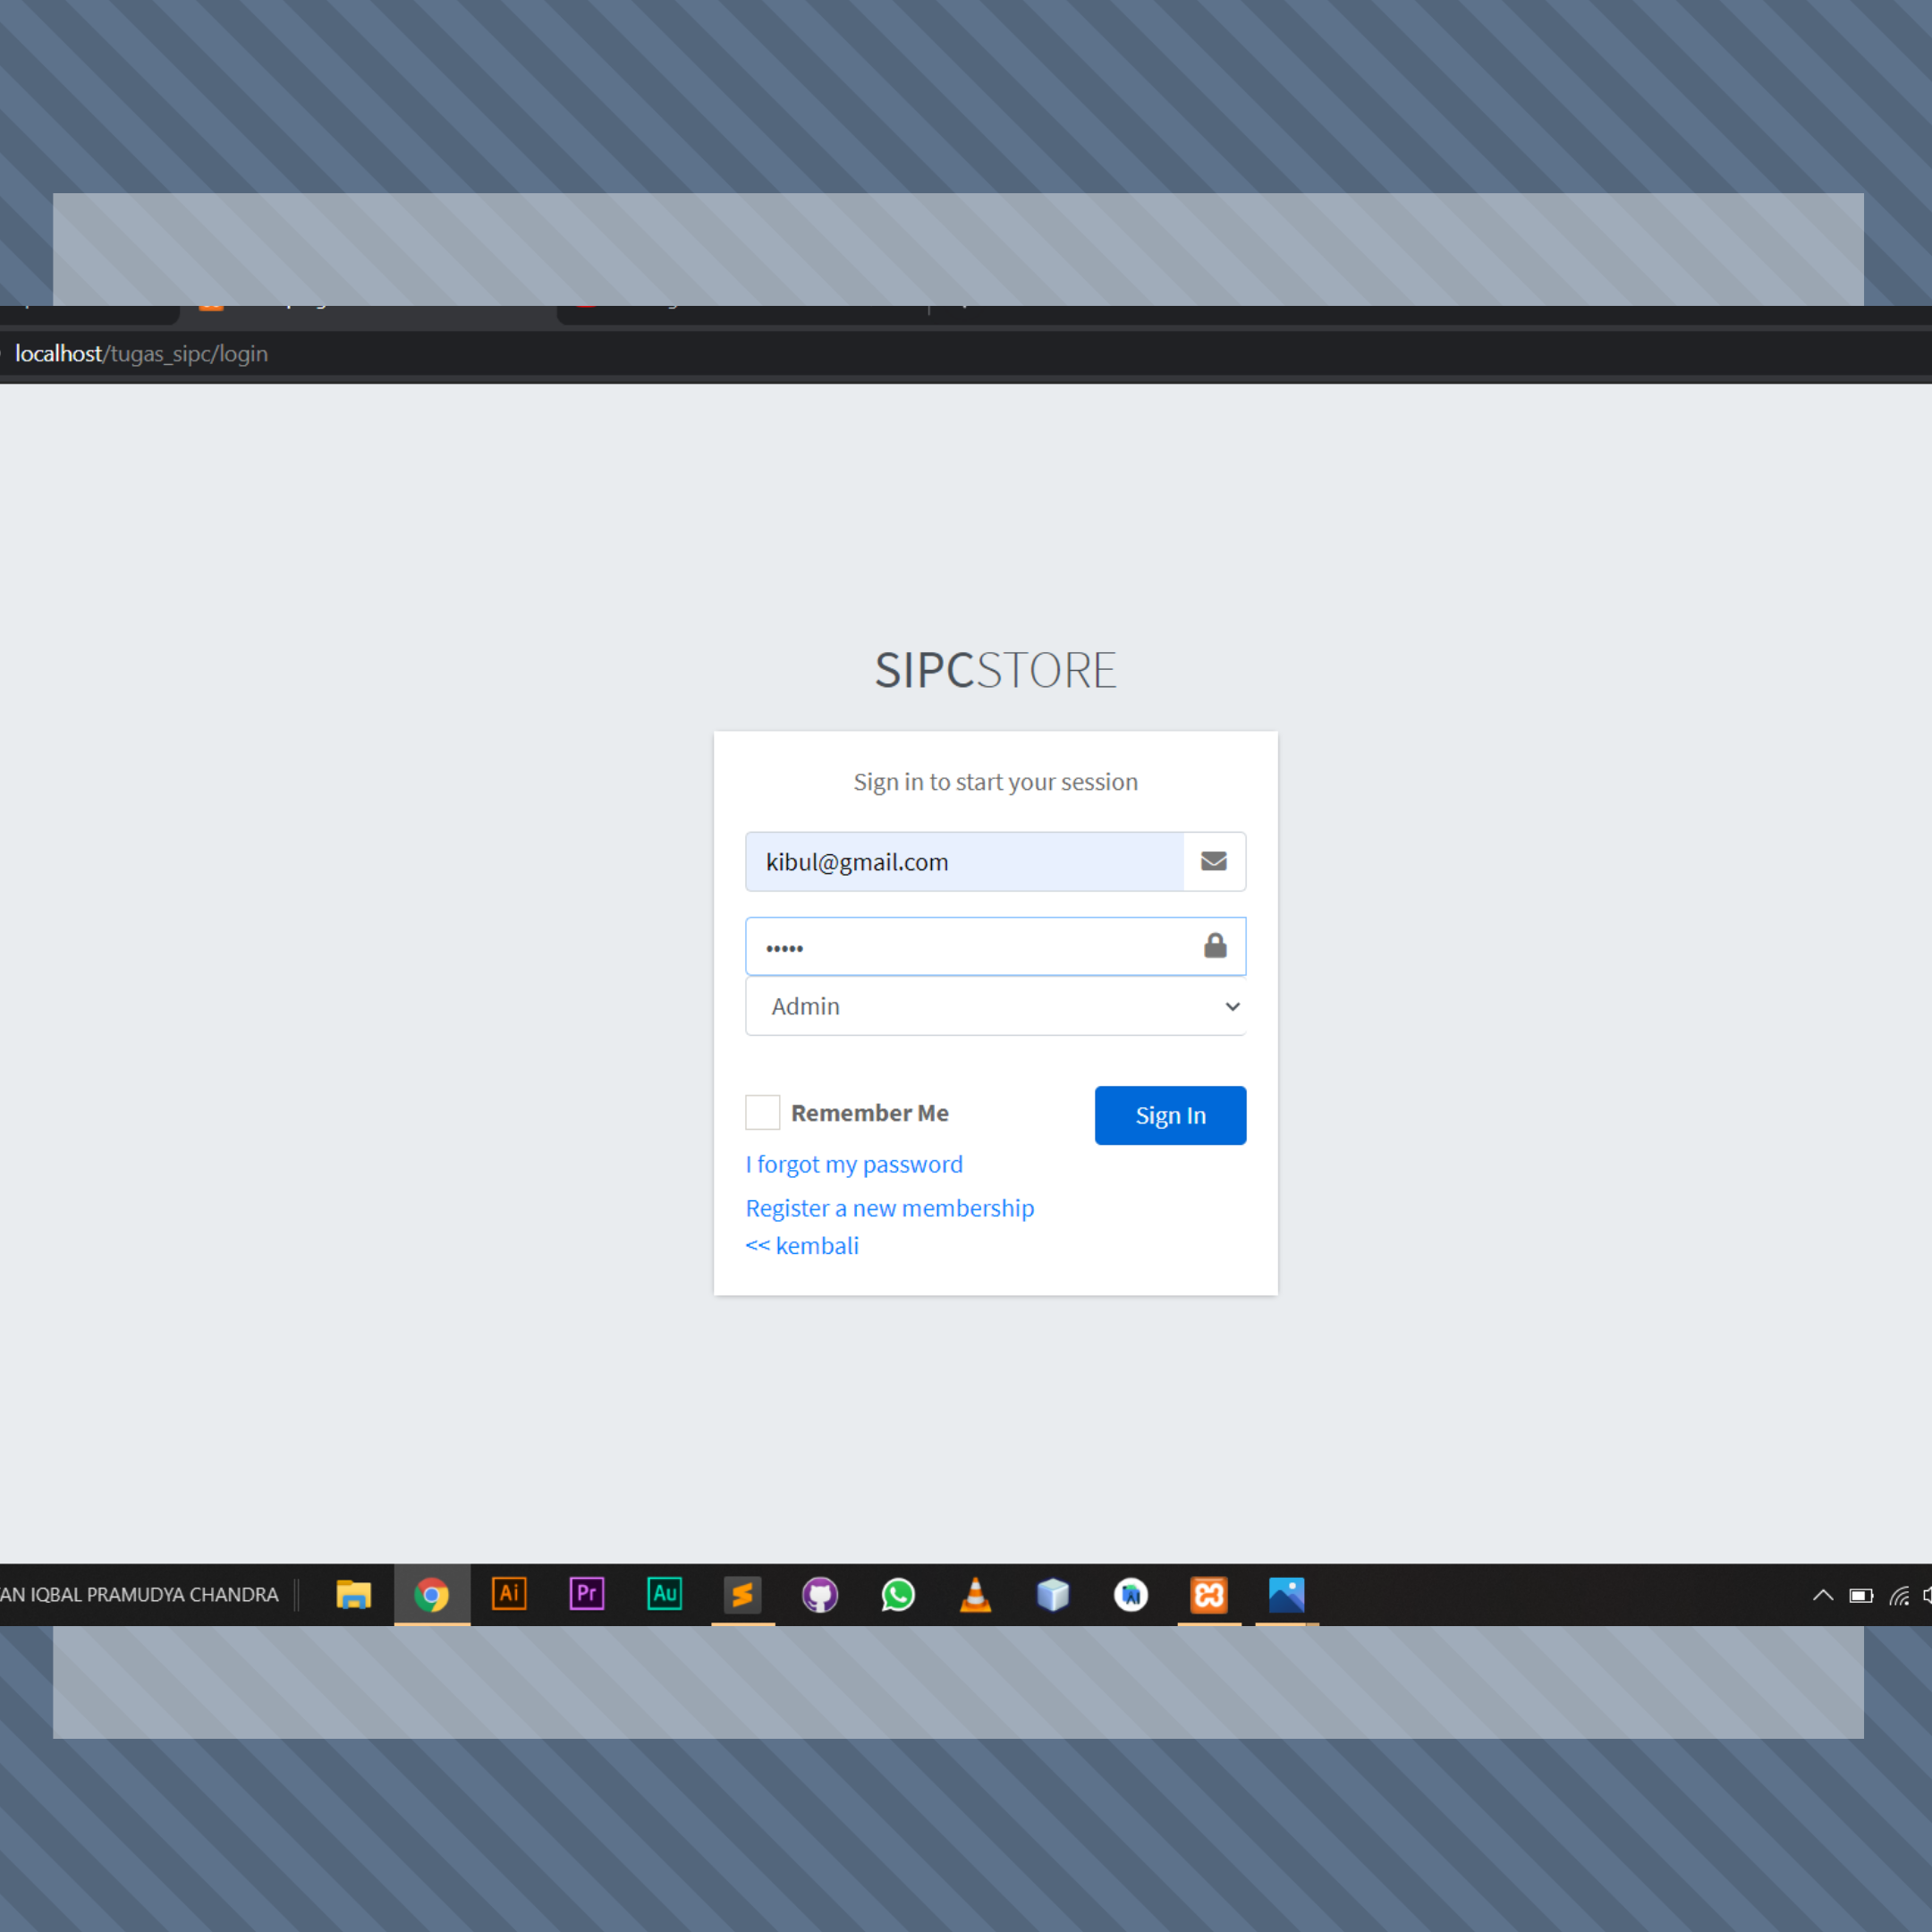 localhost/tugas_sipc/login
SIPCSTORE
Sign in to start your session
kibul@gmail.com
•••••
Admin
Remember Me
Sign In
I forgot my password
Register a new membership
<< kembali
IQBAL PRAMUDYA CHANDRA
Ai
Pr
Au